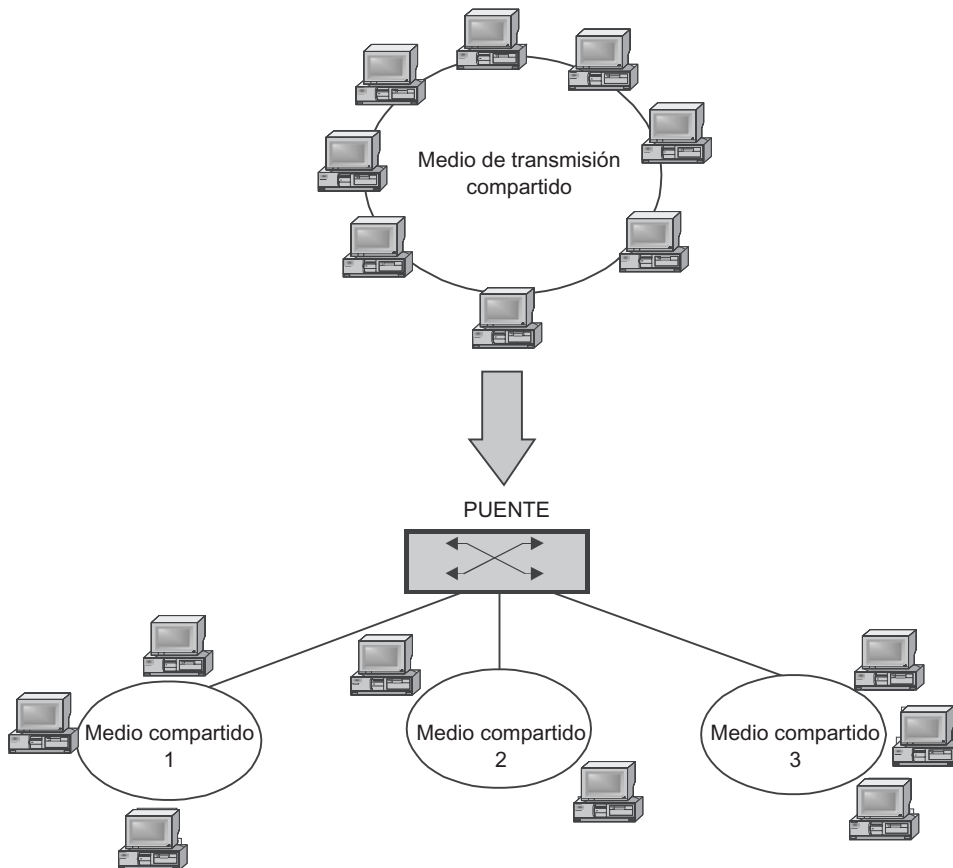 Medio de transmisión
compartido
PUENTE
Medio compartido
1
Medio compartido
2
Medio compartido
3